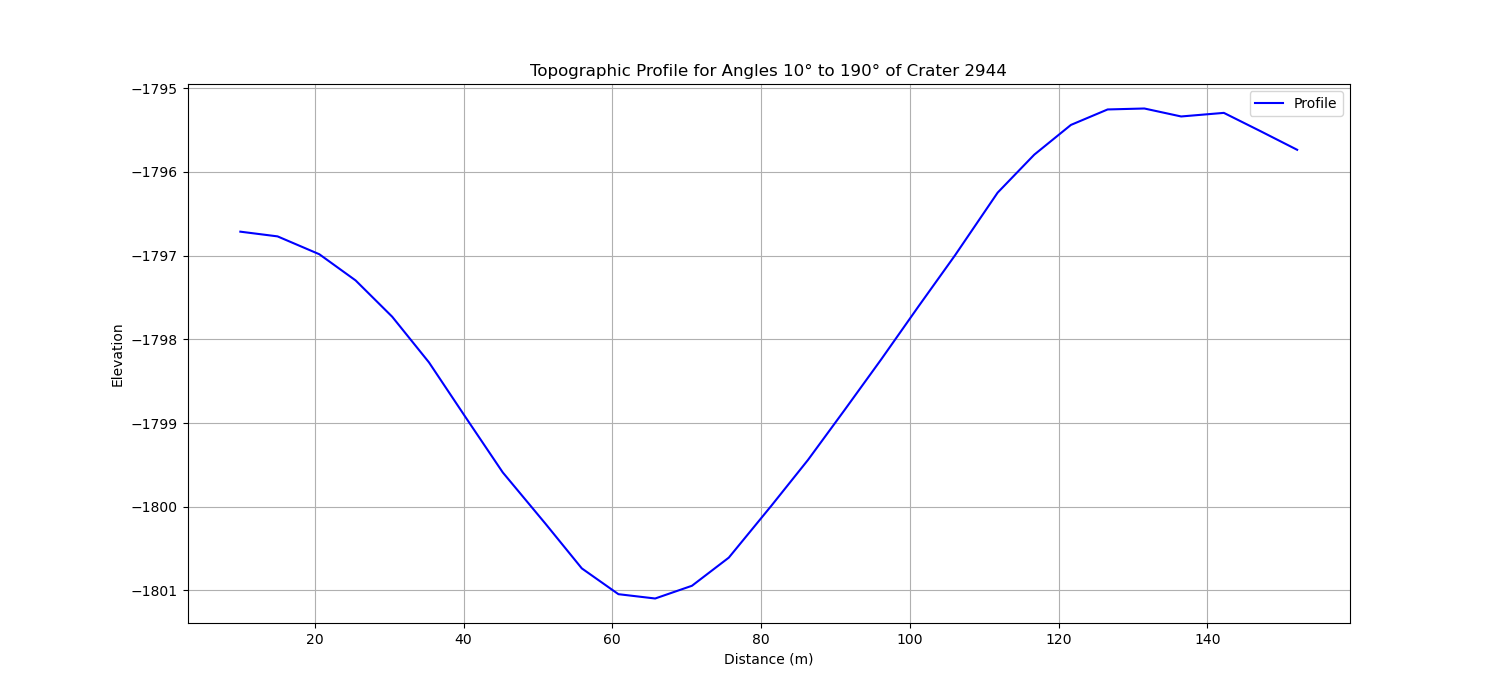 Topographic Profile for Angles 10° to 190° of Crater 2944
Profile
−1795
−1796
−1797
−1798
−1799
−1800
−1801
Elevation
20 40 60 80 100 120 140
Distance (m)